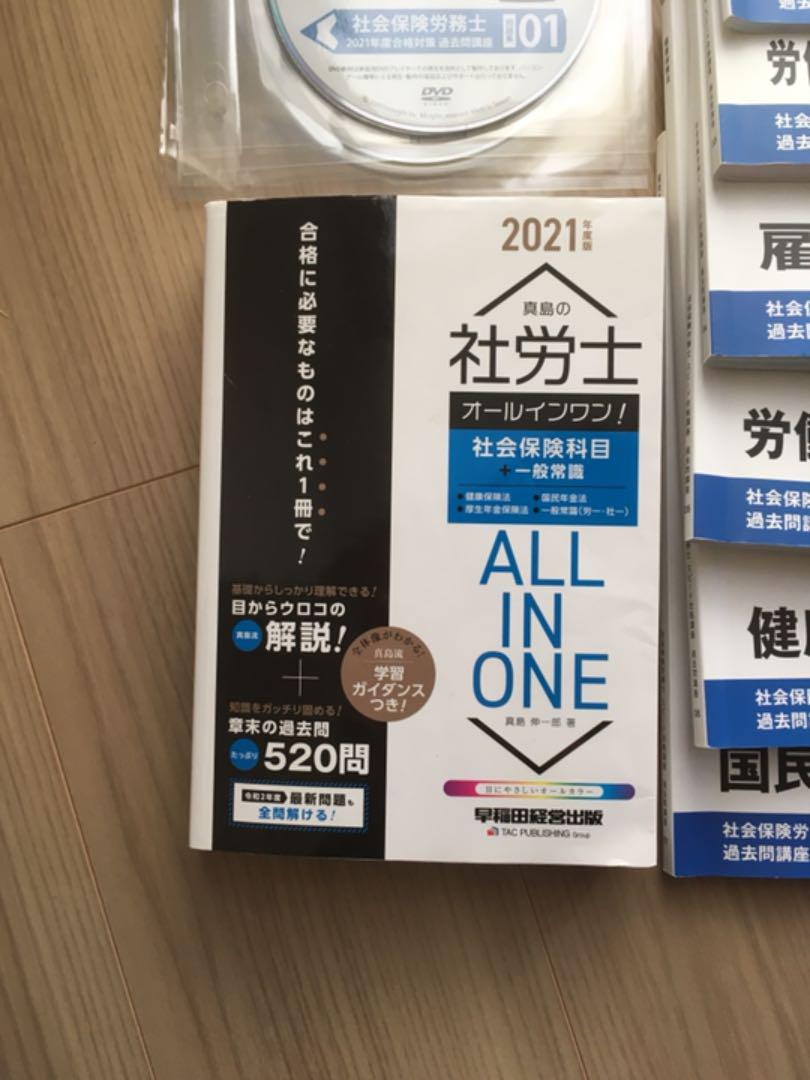 社会保険労務士
2021年度合格対策 過去問講座
01
DVD
VIDEO
合格に必要なものはこれ1冊で!
基礎からしっかり理解できる!
目からウロコの
真島流
解説!
+
知識をガッチリ固める!
章末の過去問
たっぷり
520問
令和2年度 最新問題も
全問解ける!
全体像がわかる!
真島流
学習
ガイダンス
つき!
2021年度版
真島の
社労士
オールインワン!
社会保険科目
+一般常識
●健康保険法 ●国民年金法
●厚生年金保険法 ●一般常識(労一・社一)
ALL
IN
ONE
真島 伸一郎 著
目にやさしいオールカラー
早稲田経営出版
TAC PUBLISHING Group
過去
労
社会
過去
雇
社会
過去
労働
社会保
過去問
健
社会保
過去問
国民
社会保険労
過去問講座